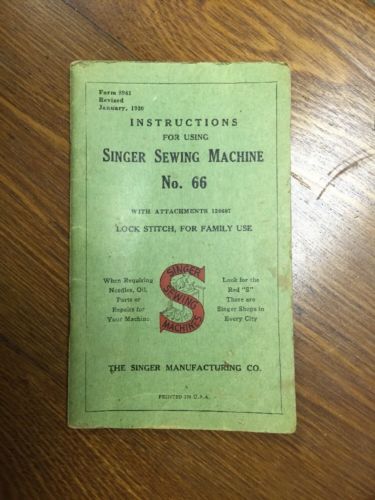 Form 8941
Revised
January, 1920
INSTRUCTIONS
FOR USING
SINGER SEWING MACHINE
No. 66
WITH ATTACHMENTS 120687
LOCK STITCH, FOR FAMILY USE
When Requiring
Needles, Oil,
Parts or
Repairs for
Your Machine
SINGER
SEWING
MACHINES
Look for the
Red "S"
There are
Singer Shops in
Every City
THE SINGER MANUFACTURING CO.
PRINTED IN U.S.A.